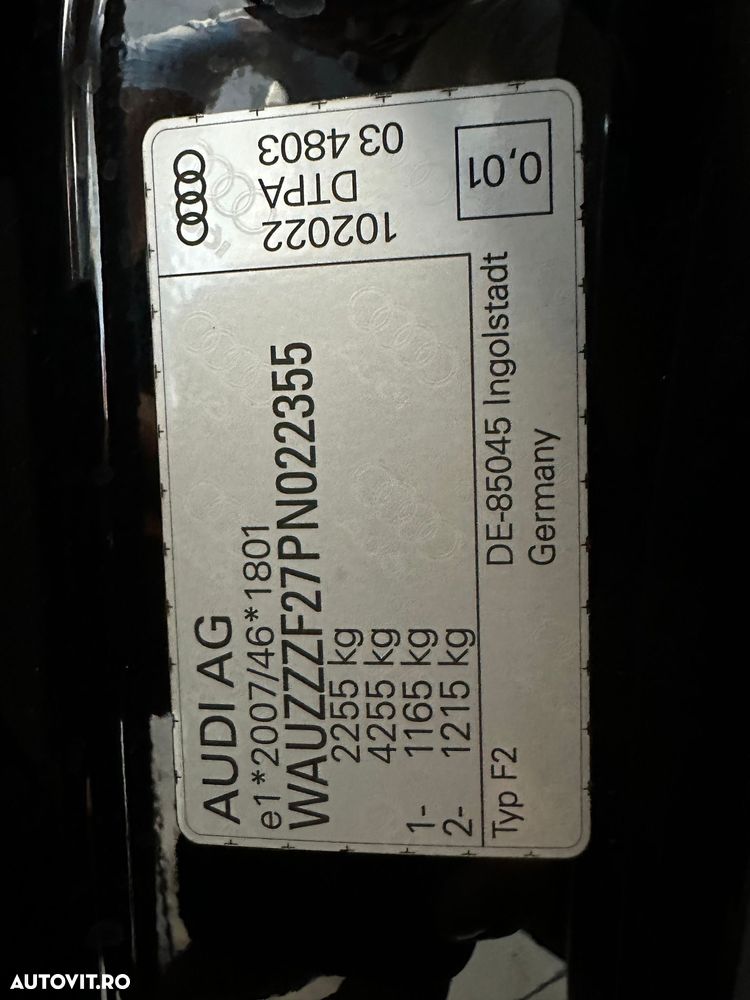 AUDI AG
e1*2007/46*1801
WAUZZZF27PN022355
2255 kg
4255 kg
1- 1165 kg
2- 1215 kg
Typ F2
DE-85045 Ingolstadt
Germany
102022
DTPA
03 4803
0,01
AUTOVIT.RO